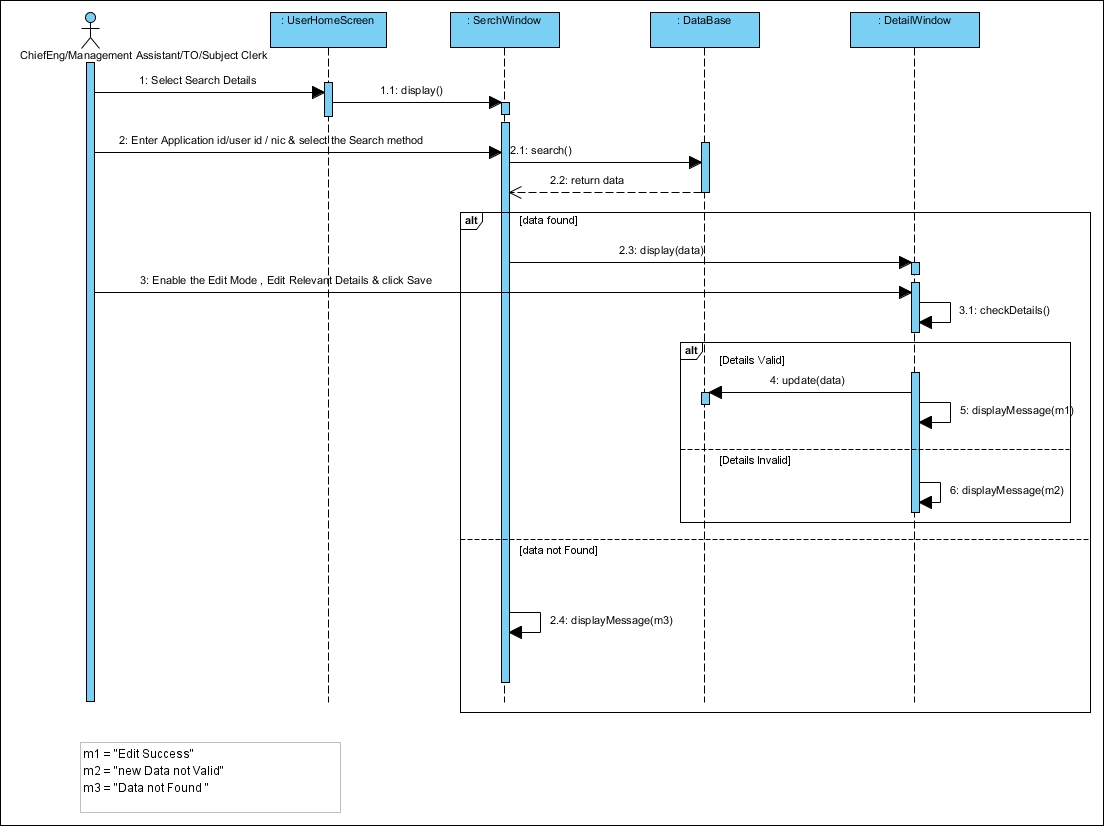 : UserHomeScreen
: SerchWindow
: DataBase
: DetailWindow
ChiefEng/Management Assistant/TO/Subject Clerk
1: Select Search Details
1.1: display()
2: Enter Application id/user id / nic & select the Search method
2.1: search()
2.2: return data
alt
[data found]
2.3: display(data)
3: Enable the Edit Mode , Edit Relevant Details & click Save
3.1: checkDetails()
alt
[Details Valid]
4: update(data)
5: displayMessage(m1)
[Details Invalid]
6: displayMessage(m2)
[data not Found]
2.4: displayMessage(m3)
m1 = "Edit Success"
m2 = "new Data not Valid"
m3 = "Data not Found "